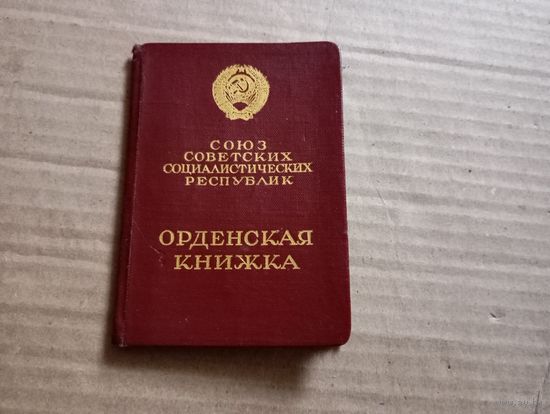 СОЮЗ
СОВЕТСКИХ
СОЦИАЛИСТИЧЕСКИХ
РЕСПУБЛИК
ОРДЕНСКАЯ
КНИЖКА